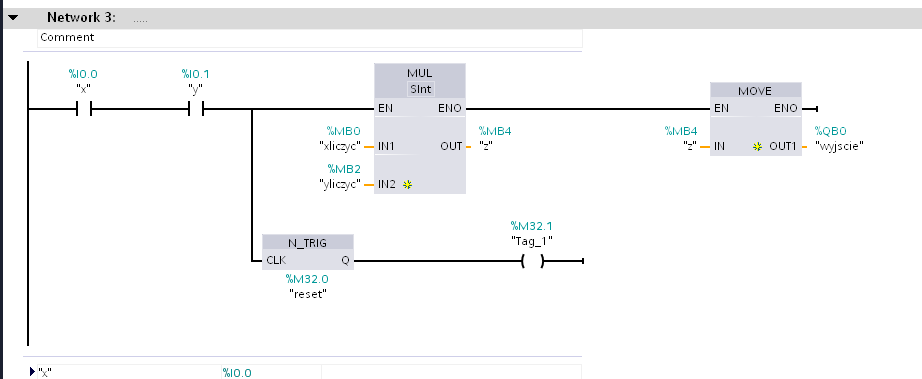 Network 3: .....
Comment
%I0.0 %I0.1
"x" "y"
MUL
SInt
MOVE
EN ENO EN ENO
%MB0 %MB4 %MB4 %QB0
"xliczyc" IN1 OUT "z" "z" IN OUT1 "wyjscie"
%MB2
"yliczyc" IN2
%M32.1
"Tag_1"
N_TRIG
CLK Q
%M32.0
"reset"
"x" %I0.0